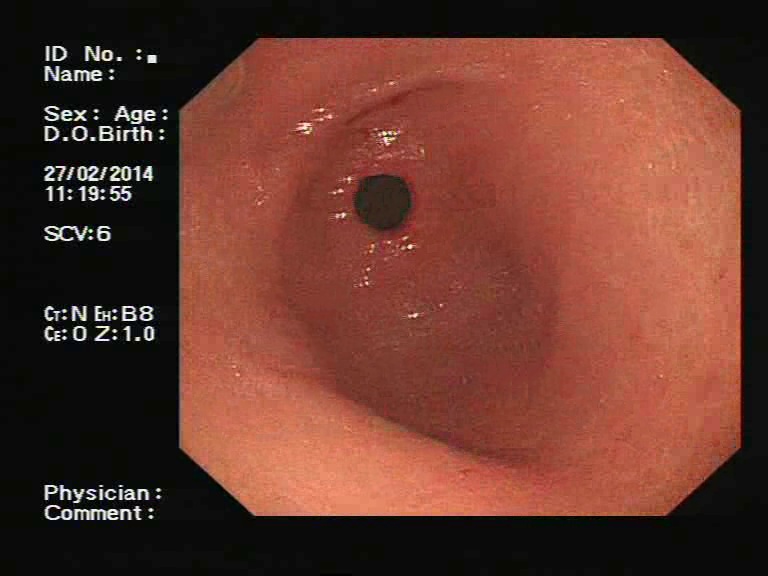 ID No. :
Name:
Sex: Age:
D.O.Birth:
27/02/2014
11:19:55
SCV:6
CT:N EH:B8
CE:0 Z:1.0
Physician:
Comment: